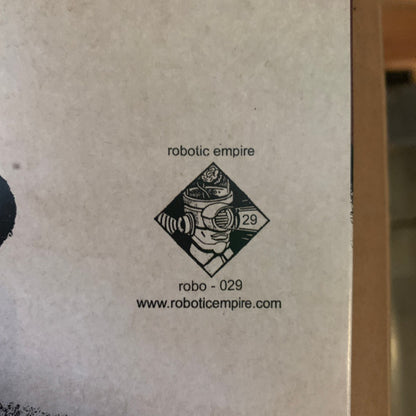 robotic empire
29
robo - 029
www.roboticempire.com